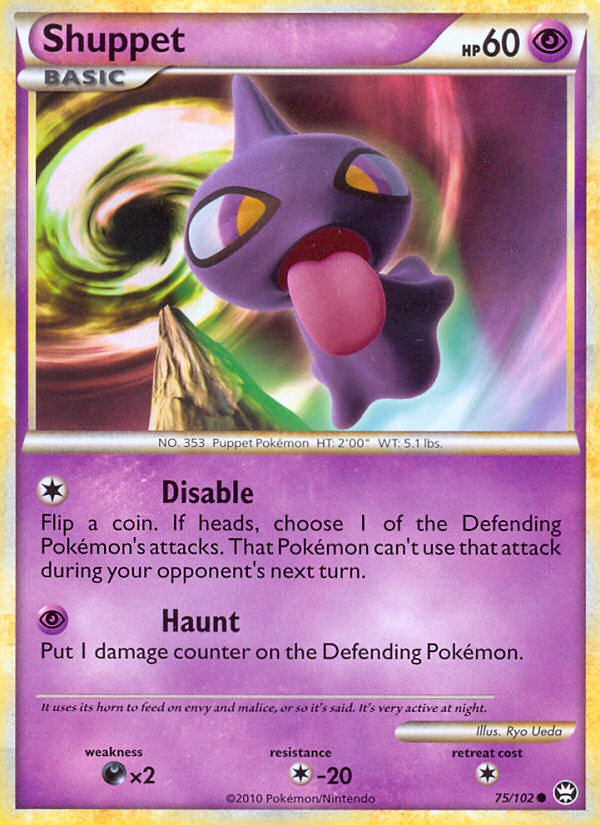 Shuppet HP 60
BASIC
NO. 353 Puppet Pokémon HT: 2'00" WT: 5.1 lbs.
Disable
Flip a coin. If heads, choose 1 of the Defending
Pokémon's attacks. That Pokémon can't use that attack
during your opponent's next turn.
Haunt
Put 1 damage counter on the Defending Pokémon.
It uses its horn to feed on envy and malice, or so it's said. It's very active at night.
Illus. Ryo Ueda
weakness resistance retreat cost
×2 -20
©2010 Pokémon/Nintendo 75/102